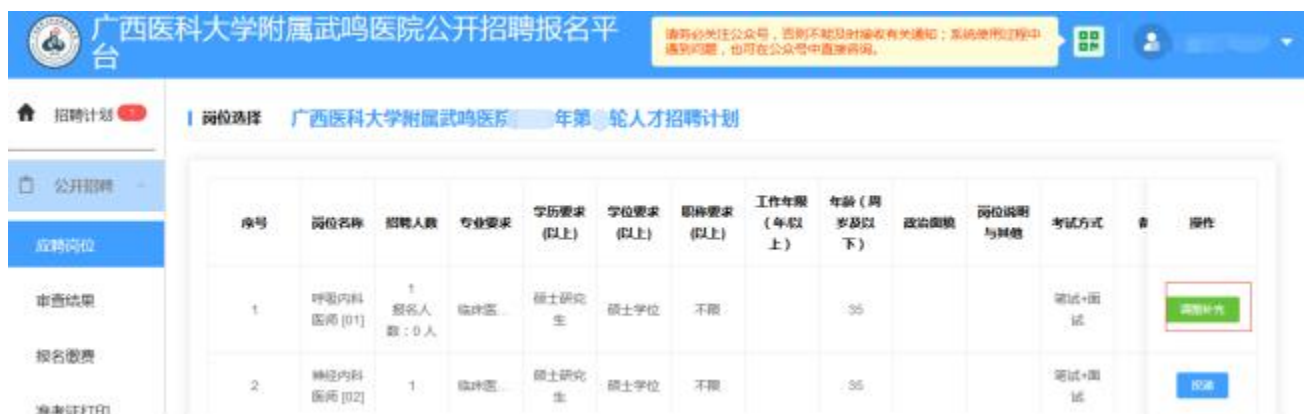 广西医科大学附属武鸣医院公开招聘报名平
台
请务必关注公众号，否则不能及时接收有关通知；系统使用过程中
遇到问题，也可在公众号中直接咨询。
招聘计划
岗位选择 广西医科大学附属武鸣医院 年第 轮人才招聘计划
公开招聘
应聘岗位
审查结果
报名缴费
准考证打印
序号 岗位名称 招聘人数 专业要求 学历要求(以上) 学位要求(以上) 职称要求(以上) 工作年限(年/以上) 年龄(周岁及以下) 政治面貌 岗位说明与其他 考试方式 操作
1 呼吸内科医师 [01] 1 报名人数：0 人 临床医... 硕士研究生 硕士学位 不限 35 笔试+面试 调整补充
2 神经内科医师 [02] 1 临床医... 硕士研究生 硕士学位 不限 35 笔试+面试 投递